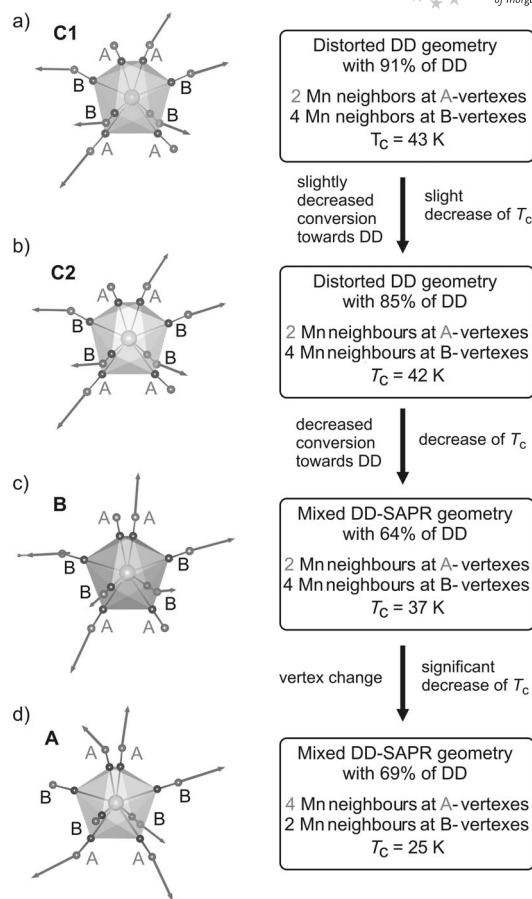 of Inorg
a)
C1
A
A
B
B
B
B
A
A
Distorted DD geometry
with 91% of DD
2 Mn neighbors at A-vertexes
4 Mn neighbors at B-vertexes
Tc = 43 K
slightly
decreased
conversion
towards DD
slight
decrease of Tc
b)
C2
A
A
B
B
B
B
A
A
Distorted DD geometry
with 85% of DD
2 Mn neighbours at A-vertexes
4 Mn neighbours at B-vertexes
Tc = 42 K
decreased
conversion
towards DD
decrease of Tc
c)
B
A
A
B
B
B
B
A
A
Mixed DD-SAPR geometry
with 64% of DD
2 Mn neighbours at A-vertexes
4 Mn neighbours at B-vertexes
Tc = 37 K
vertex change
significant
decrease of Tc
d)
A
A
A
B
B
B
B
A
A
Mixed DD-SAPR geometry
with 69% of DD
4 Mn neighbours at A-vertexes
2 Mn neighbours at B-vertexes
Tc = 25 K